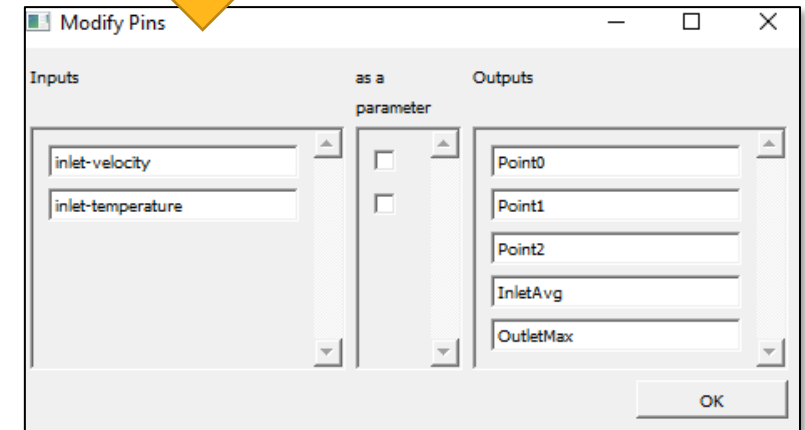 Modify Pins
Inputs
as a
parameter
Outputs
inlet-velocity
inlet-temperature
Point0
Point1
Point2
InletAvg
OutletMax
OK